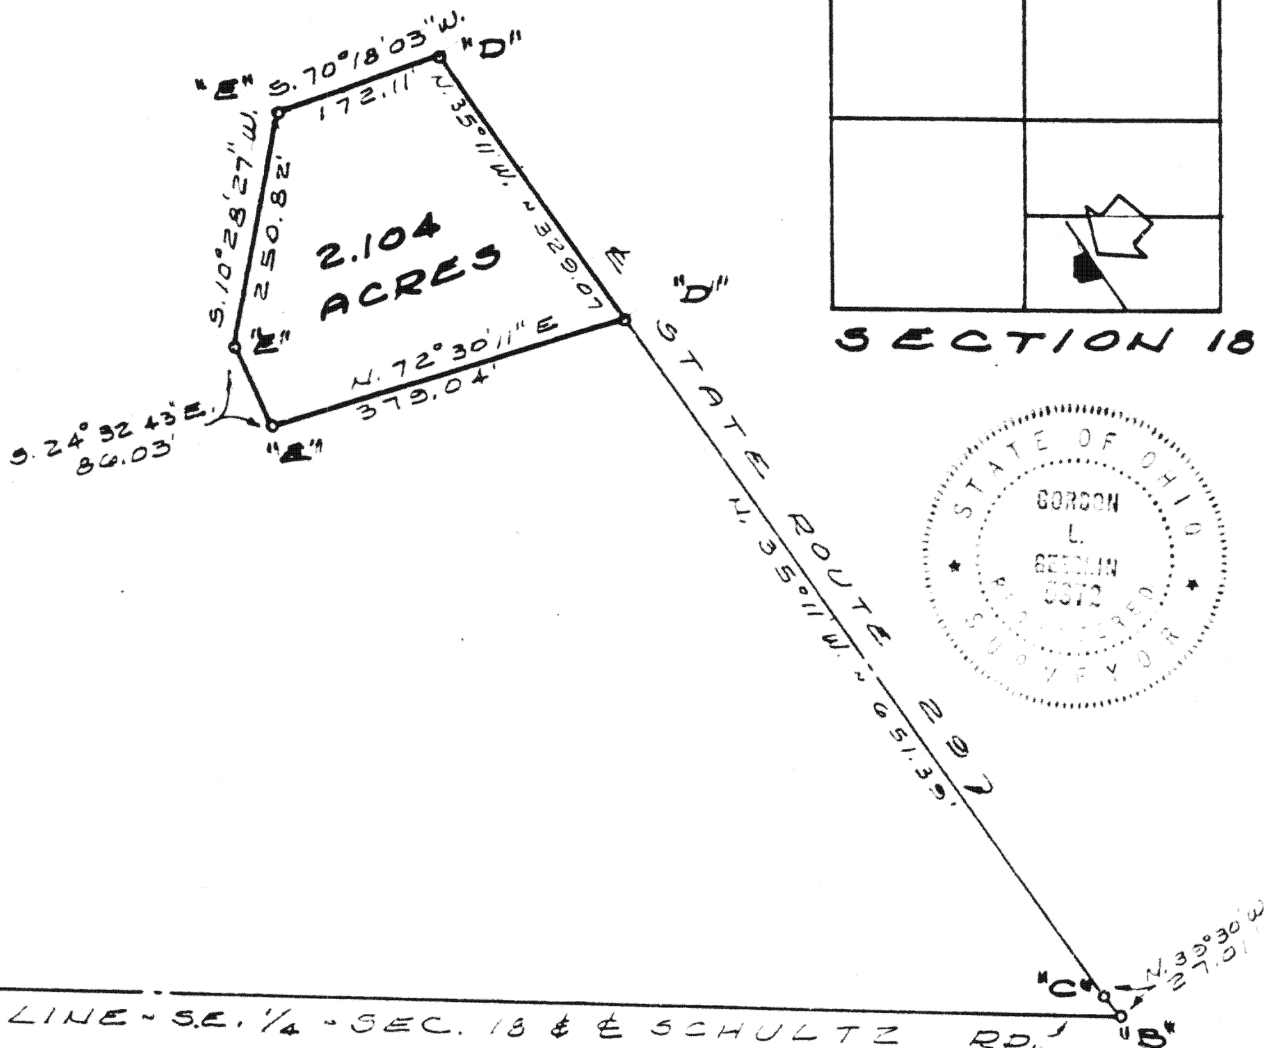 S. 70°18'03" W.
172.11'
"D"
"E"
N. 35°11' W. ~ 329.07
S. 10°28'27" W.
250.82'
2.104
ACRES
"E"
"D"
N. 72°30'11" E
379.04'
S. 24°32'43" E.
86.03'
STATE ROUTE 297
N. 35°11' W. ~ 651.39'
SECTION 18
STATE OF OHIO
GORDON
L.
REGISTERED
SURVEYOR
"C"
27.01'
"B"
LINE ~ S.E. 1/4 ~ SEC. 18 & ℄ SCHULTZ RD.